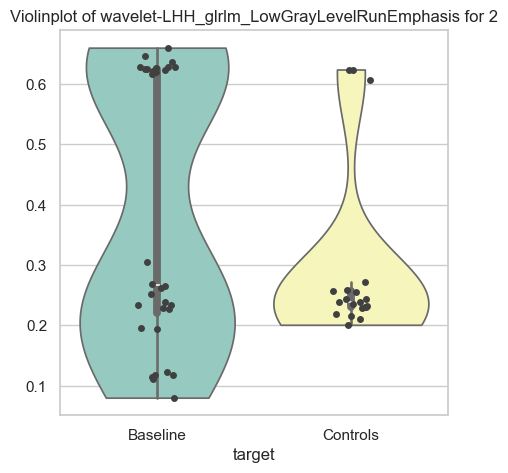 Violinplot of wavelet-LHH_glrlm_LowGrayLevelRunEmphasis for 2
0.6
0.5
0.4
0.3
0.2
0.1
Baseline
Controls
target